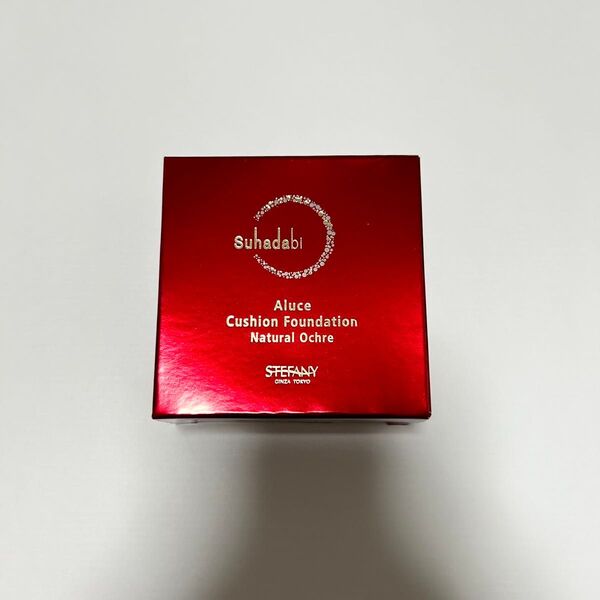 Suhadabi
Aluce
Cushion Foundation
Natural Ochre
STEFANY
GINZA TOKYO